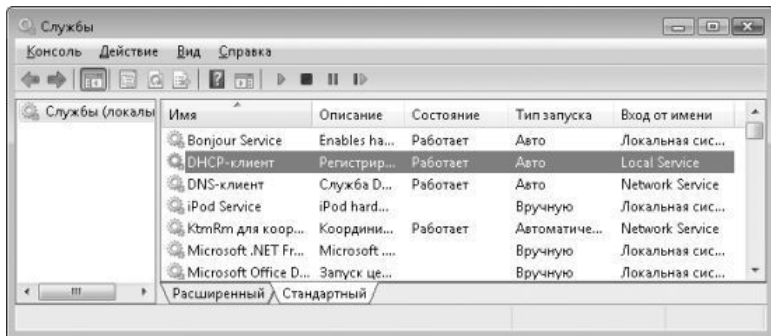 Службы
Консоль Действие Вид Справка
Службы (локалы
Имя Описание Состояние Тип запуска Вход от имени
Bonjour Service Enables ha... Работает Авто Локальная сис...
DHCP-клиент Регистрир... Работает Авто Local Service
DNS-клиент Служба D... Работает Авто Network Service
iPod Service iPod hard... Вручную Локальная сис...
KtmRm для коор... Координи... Работает Автоматиче... Network Service
Microsoft .NET Fr... Microsoft .... Вручную Локальная сис...
Microsoft Office D... Запуск це... Вручную Локальная сис...
Расширенный Стандартный